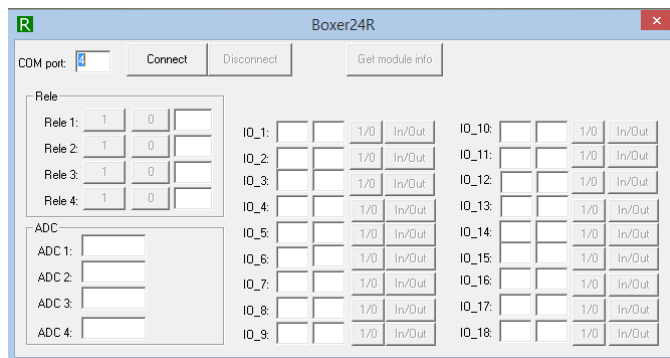 R Boxer24R x
COM port: 4 Connect Disconnect Get module info
Rele
Rele 1: 1 0
Rele 2: 1 0
Rele 3: 1 0
Rele 4: 1 0
ADC
ADC 1:
ADC 2:
ADC 3:
ADC 4:
IO_1: 1/0 In/Out
IO_2: 1/0 In/Out
IO_3: 1/0 In/Out
IO_4: 1/0 In/Out
IO_5: 1/0 In/Out
IO_6: 1/0 In/Out
IO_7: 1/0 In/Out
IO_8: 1/0 In/Out
IO_9: 1/0 In/Out
IO_10: 1/0 In/Out
IO_11: 1/0 In/Out
IO_12: 1/0 In/Out
IO_13: 1/0 In/Out
IO_14: 1/0 In/Out
IO_15: 1/0 In/Out
IO_16: 1/0 In/Out
IO_17: 1/0 In/Out
IO_18: 1/0 In/Out